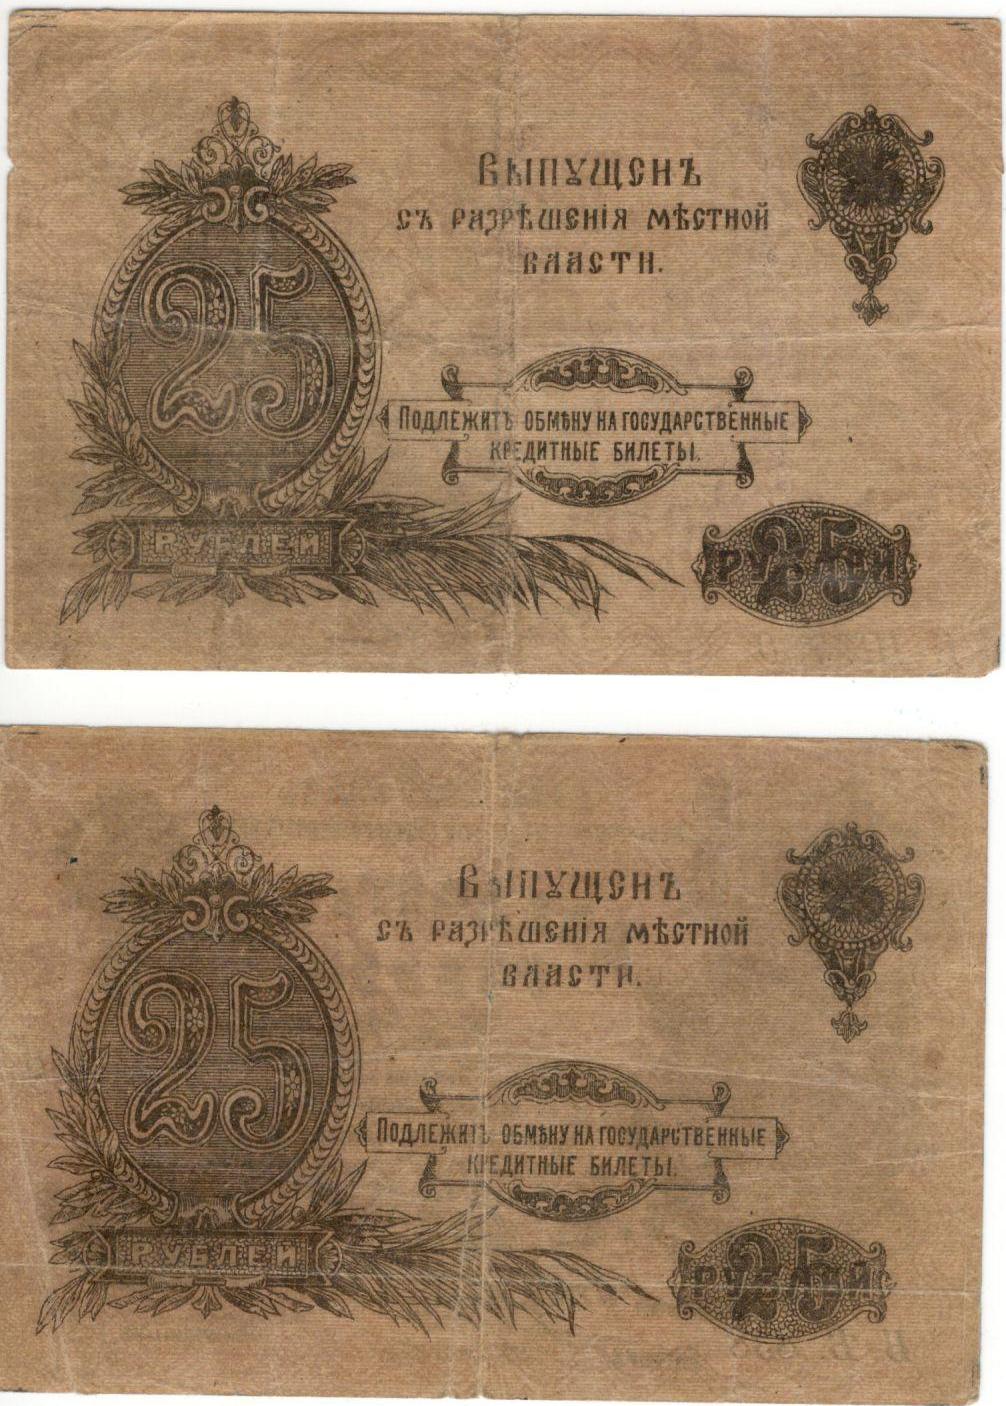 Выпущенъ
съ разрѣшенія мѣстной
власти.
25
Подлежитъ обмѣну на государственные
кредитные билеты.
РУБЛЕЙ
25
РУБЛЕЙ
Выпущенъ
съ разрѣшенія мѣстной
власти.
25
Подлежитъ обмѣну на государственные
кредитные билеты.
РУБЛЕЙ
25
РУБЛЕЙ